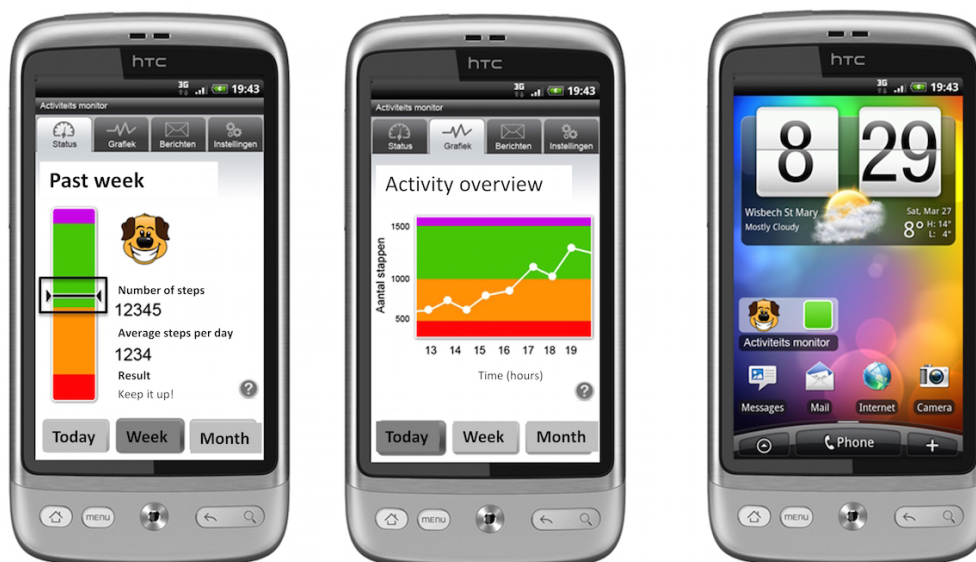 hTC
3G 19:43
Activiteits monitor
Status Grafiek Berichten Instellingen
Past week
Number of steps
12345
Average steps per day
1234
Result
Keep it up!
?
Today Week Month
MENU
hTC
3G 19:43
Activiteits monitor
Status Grafiek Berichten Instellingen
Activity overview
Aantal stappen
1500
1000
500
13 14 15 16 17 18 19
Time (hours)
?
Today Week Month
MENU
hTC
3G 19:43
8 29
Wisbech St Mary
Mostly Cloudy
Sat, Mar 27
8° H: 14°
L: 4°
Activiteits monitor
Messages Mail Internet Camera
Phone +
MENU